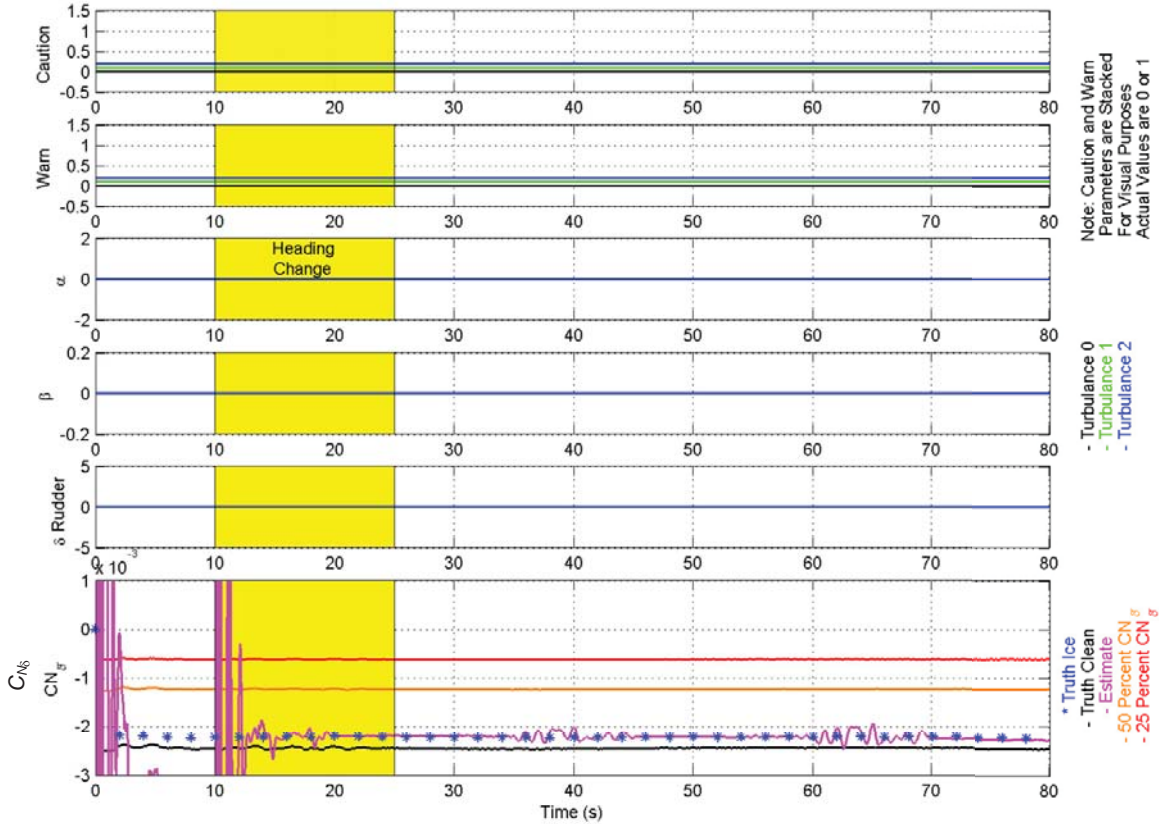 Caution
1.5
1
0.5
0
-0.5
0 10 20 30 40 50 60 70 80
Warn
1.5
1
0.5
0
-0.5
0 10 20 30 40 50 60 70 80
Note: Caution and Warn
Parameters are Stacked
For Visual Purposes
Actual Values are 0 or 1
α
2
0
-2
Heading
Change
0 10 20 30 40 50 60 70 80
β
0.2
0
-0.2
0 10 20 30 40 50 60 70 80
- Turbulance 0
- Turbulance 1
- Turbulance 2
δ Rudder
5
0
-5
0 10 20 30 40 50 60 70 80
x 10 -3
C Nδ
CN
1
0
-1
-2
-3
0 10 20 30 40 50 60 70 80
Time (s)
* Truth Ice
- Truth Clean
- Estimate
- 50 Percent CN
- 25 Percent CN